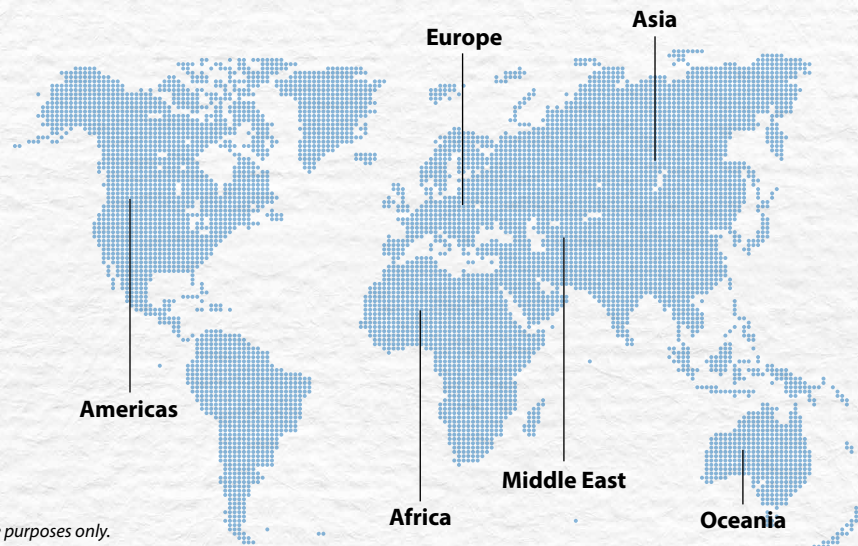 Asia
Europe
Americas
Middle East
Africa
Oceania
purposes only.